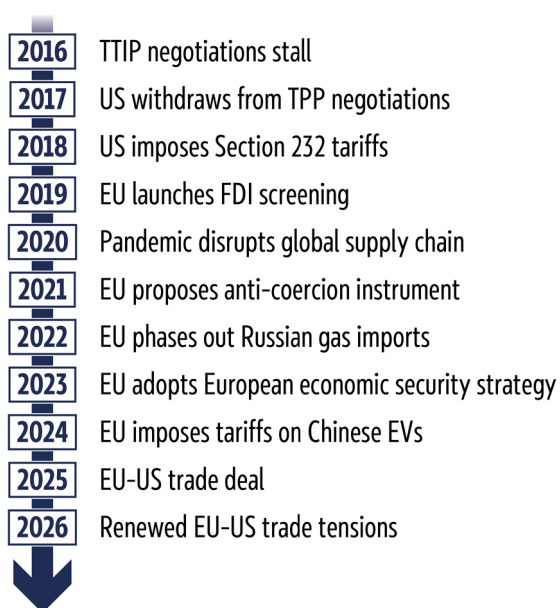 2016 TTIP negotiations stall
2017 US withdraws from TPP negotiations
2018 US imposes Section 232 tariffs
2019 EU launches FDI screening
2020 Pandemic disrupts global supply chain
2021 EU proposes anti-coercion instrument
2022 EU phases out Russian gas imports
2023 EU adopts European economic security strategy
2024 EU imposes tariffs on Chinese EVs
2025 EU-US trade deal
2026 Renewed EU-US trade tensions